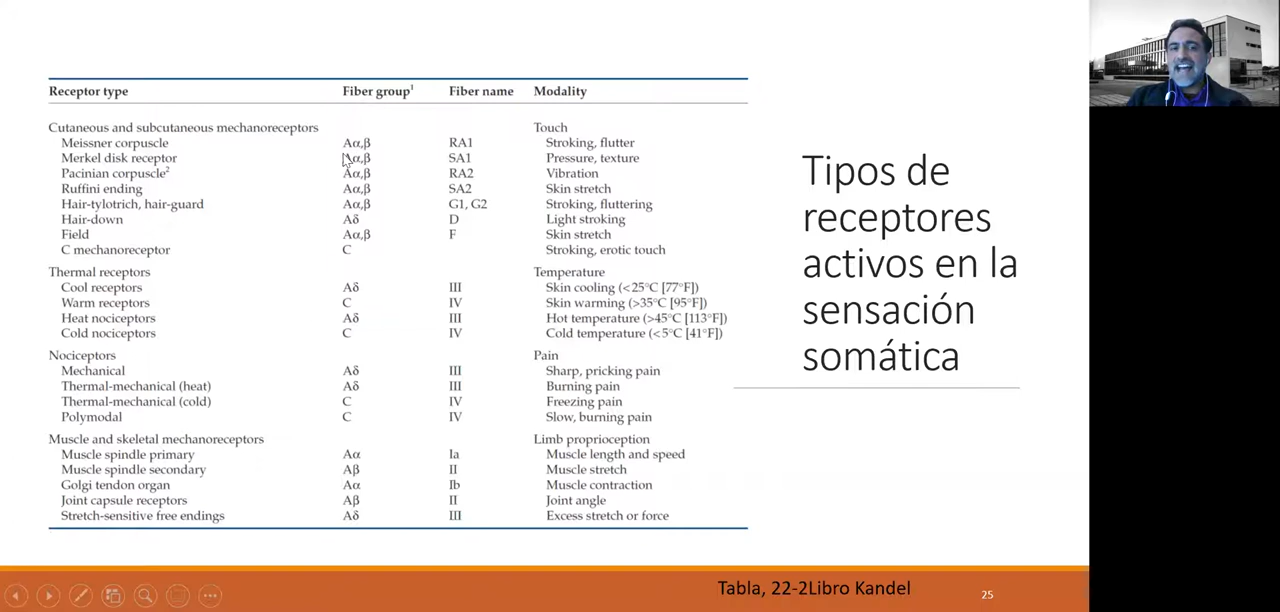 Receptor type Fiber group¹ Fiber name Modality
Cutaneous and subcutaneous mechanoreceptors Touch
Meissner corpuscle Aα,β RA1 Stroking, flutter
Merkel disk receptor Aα,β SA1 Pressure, texture
Pacinian corpuscle² Aα,β RA2 Vibration
Ruffini ending Aα,β SA2 Skin stretch
Hair-tylotrich, hair-guard Aα,β G1, G2 Stroking, fluttering
Hair-down Aδ D Light stroking
Field Aα,β F Skin stretch
C mechanoreceptor C Stroking, erotic touch
Thermal receptors Temperature
Cool receptors Aδ III Skin cooling (<25°C [77°F])
Warm receptors C IV Skin warming (>35°C [95°F])
Heat nociceptors Aδ III Hot temperature (>45°C [113°F])
Cold nociceptors C IV Cold temperature (<5°C [41°F])
Nociceptors Pain
Mechanical Aδ III Sharp, pricking pain
Thermal-mechanical (heat) Aδ III Burning pain
Thermal-mechanical (cold) C IV Freezing pain
Polymodal C IV Slow, burning pain
Muscle and skeletal mechanoreceptors Limb proprioception
Muscle spindle primary Aα Ia Muscle length and speed
Muscle spindle secondary Aβ II Muscle stretch
Golgi tendon organ Aα Ib Muscle contraction
Joint capsule receptors Aβ II Joint angle
Stretch-sensitive free endings Aδ III Excess stretch or force
Tipos de
receptores
activos en la
sensación
somática
Tabla, 22-2Libro Kandel
25